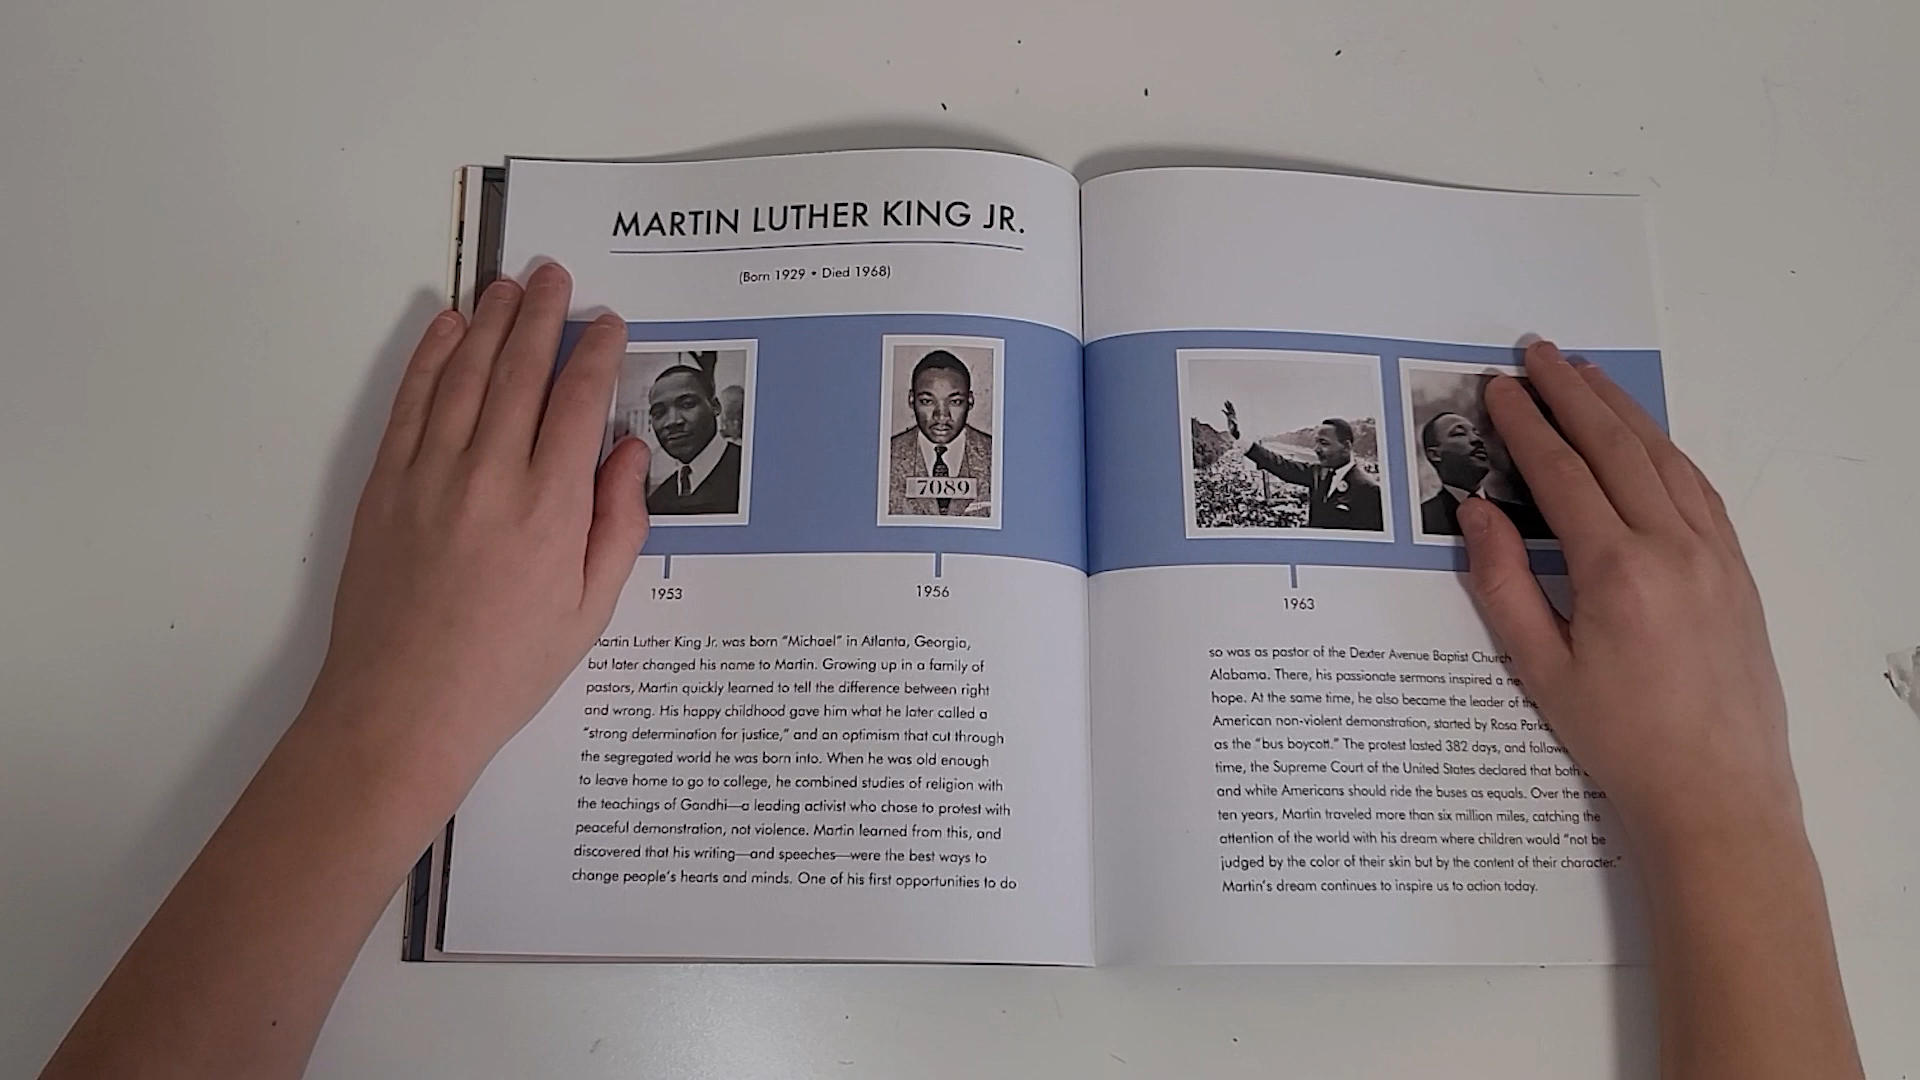 MARTIN LUTHER KING JR.
(Born 1929 • Died 1968)
7089
1953
1956
Martin Luther King Jr. was born “Michael” in Atlanta, Georgia,
but later changed his name to Martin. Growing up in a family of
pastors, Martin quickly learned to tell the difference between right
and wrong. His happy childhood gave him what he later called a
“strong determination for justice,” and an optimism that cut through
the segregated world he was born into. When he was old enough
to leave home to go to college, he combined studies of religion with
the teachings of Gandhi—a leading activist who chose to protest with
peaceful demonstration, not violence. Martin learned from this, and
discovered that his writing—and speeches—were the best ways to
change people’s hearts and minds. One of his first opportunities to do
1963
so was as pastor of the Dexter Avenue Baptist Church
Alabama. There, his passionate sermons inspired a
hope. At the same time, he also became the leader of the
American non-violent demonstration, started by Rosa Parks,
as the “bus boycott.” The protest lasted 382 days, and
time, the Supreme Court of the United States declared that both
and white Americans should ride the buses as equals. Over the next
ten years, Martin traveled more than six million miles, catching the
attention of the world with his dream where children would “not be
judged by the color of their skin but by the content of their character.”
Martin’s dream continues to inspire us to action today.